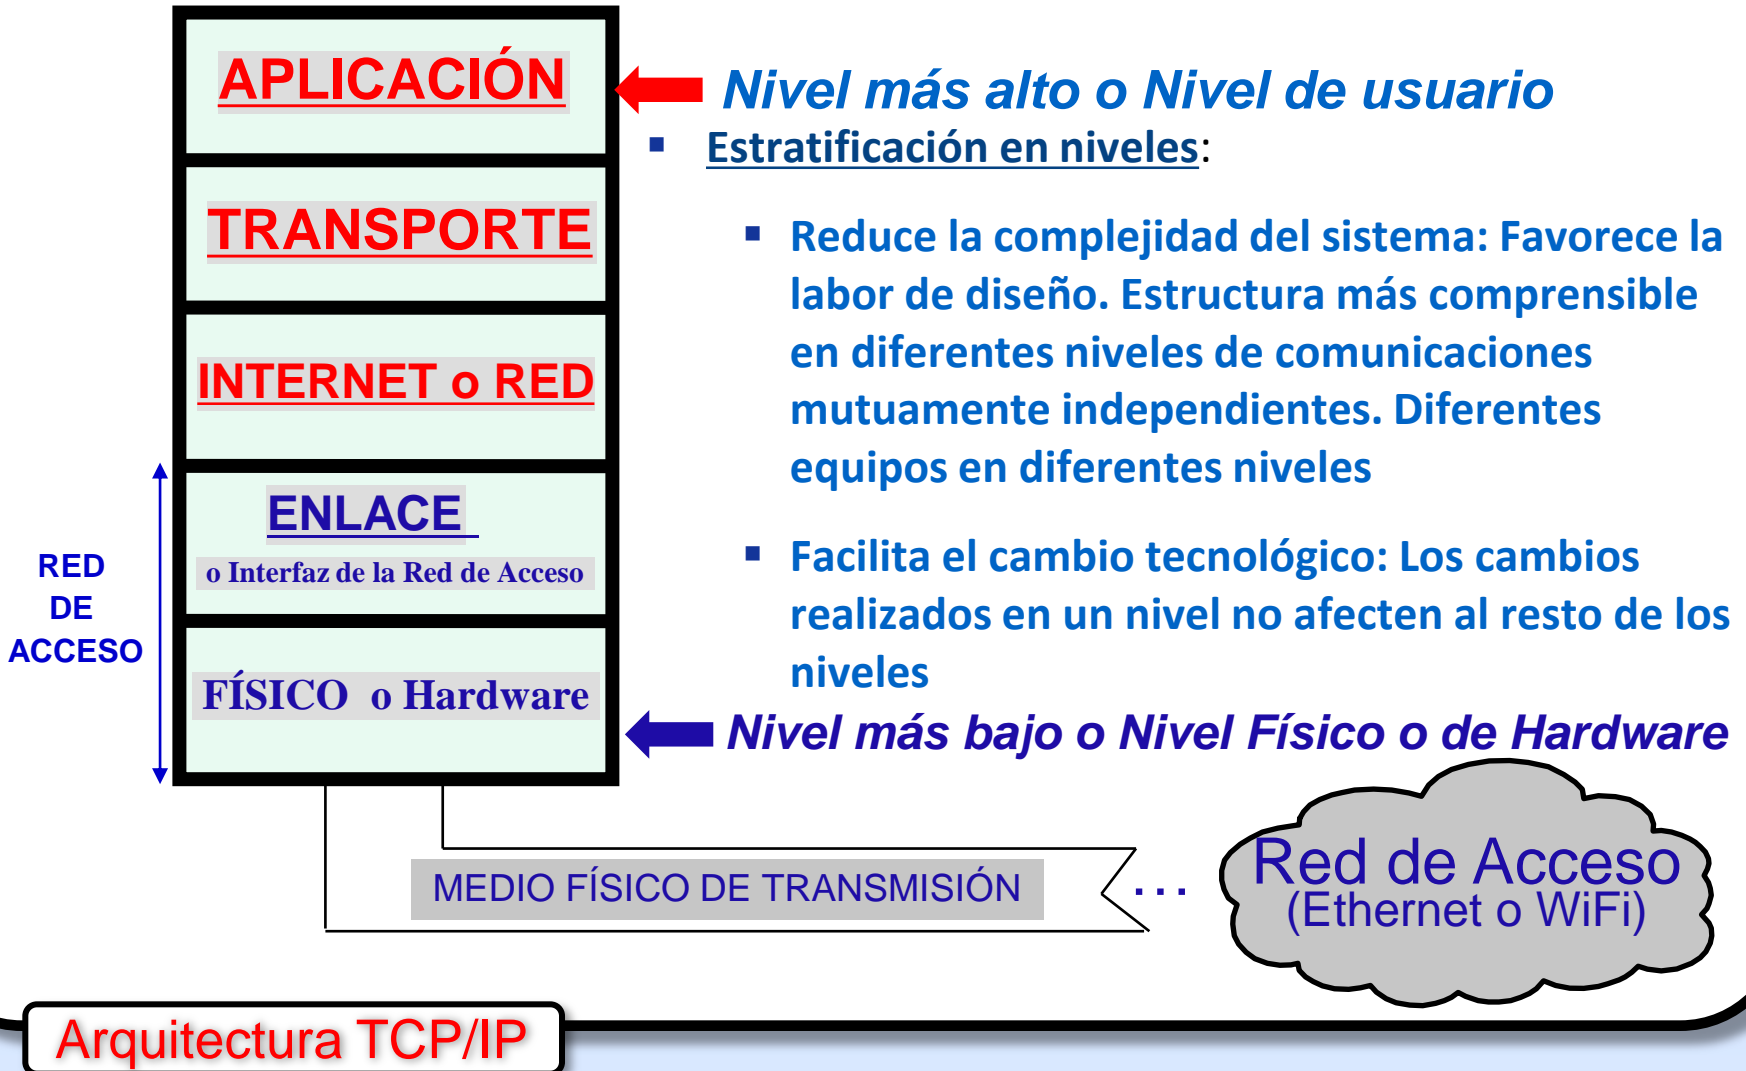 APLICACIÓN
TRANSPORTE
INTERNET o RED
ENLACE
o Interfaz de la Red de Acceso
FÍSICO o Hardware
RED
DE
ACCESO
Nivel más alto o Nivel de usuario
▪ Estratificación en niveles:
▪ Reduce la complejidad del sistema: Favorece la
labor de diseño. Estructura más comprensible
en diferentes niveles de comunicaciones
mutuamente independientes. Diferentes
equipos en diferentes niveles
▪ Facilita el cambio tecnológico: Los cambios
realizados en un nivel no afecten al resto de los
niveles
Nivel más bajo o Nivel Físico o de Hardware
MEDIO FÍSICO DE TRANSMISIÓN
...
Red de Acceso
(Ethernet o WiFi)
Arquitectura TCP/IP